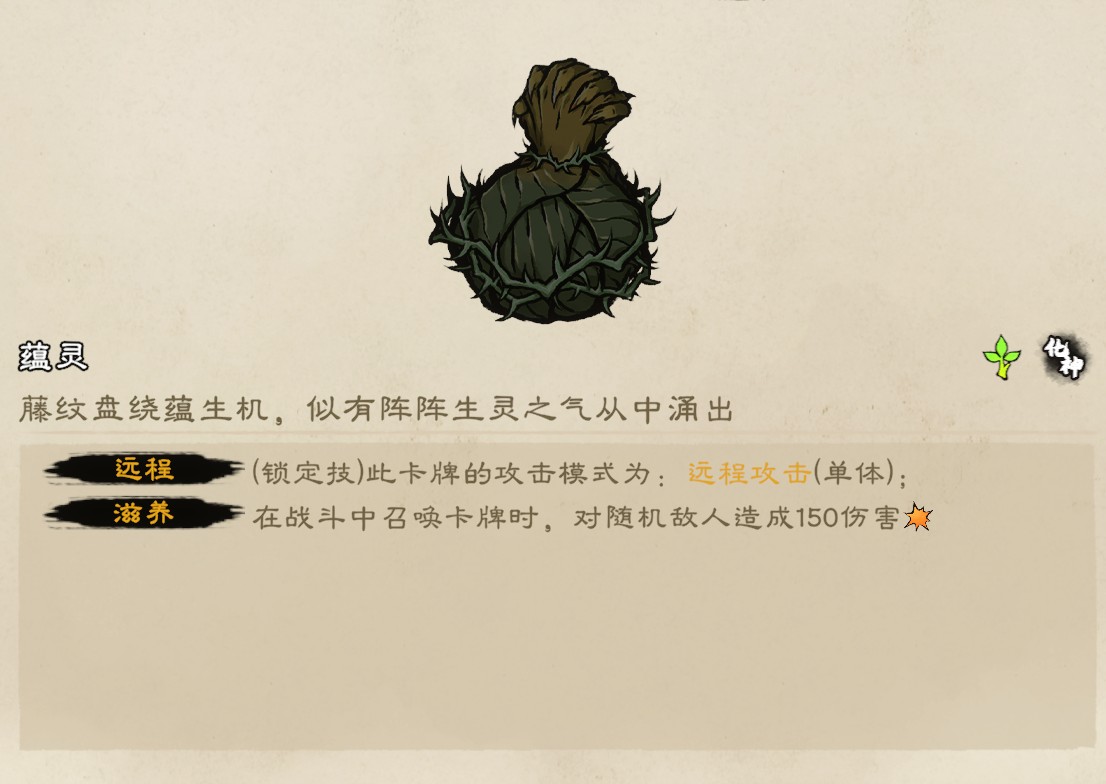 蕴灵
化神
藤纹盘绕蕴生机，似有阵阵生灵之气从中涌出
远程 (锁定技)此卡牌的攻击模式为：远程攻击(单体)；
滋养 在战斗中召唤卡牌时，对随机敌人造成150伤害